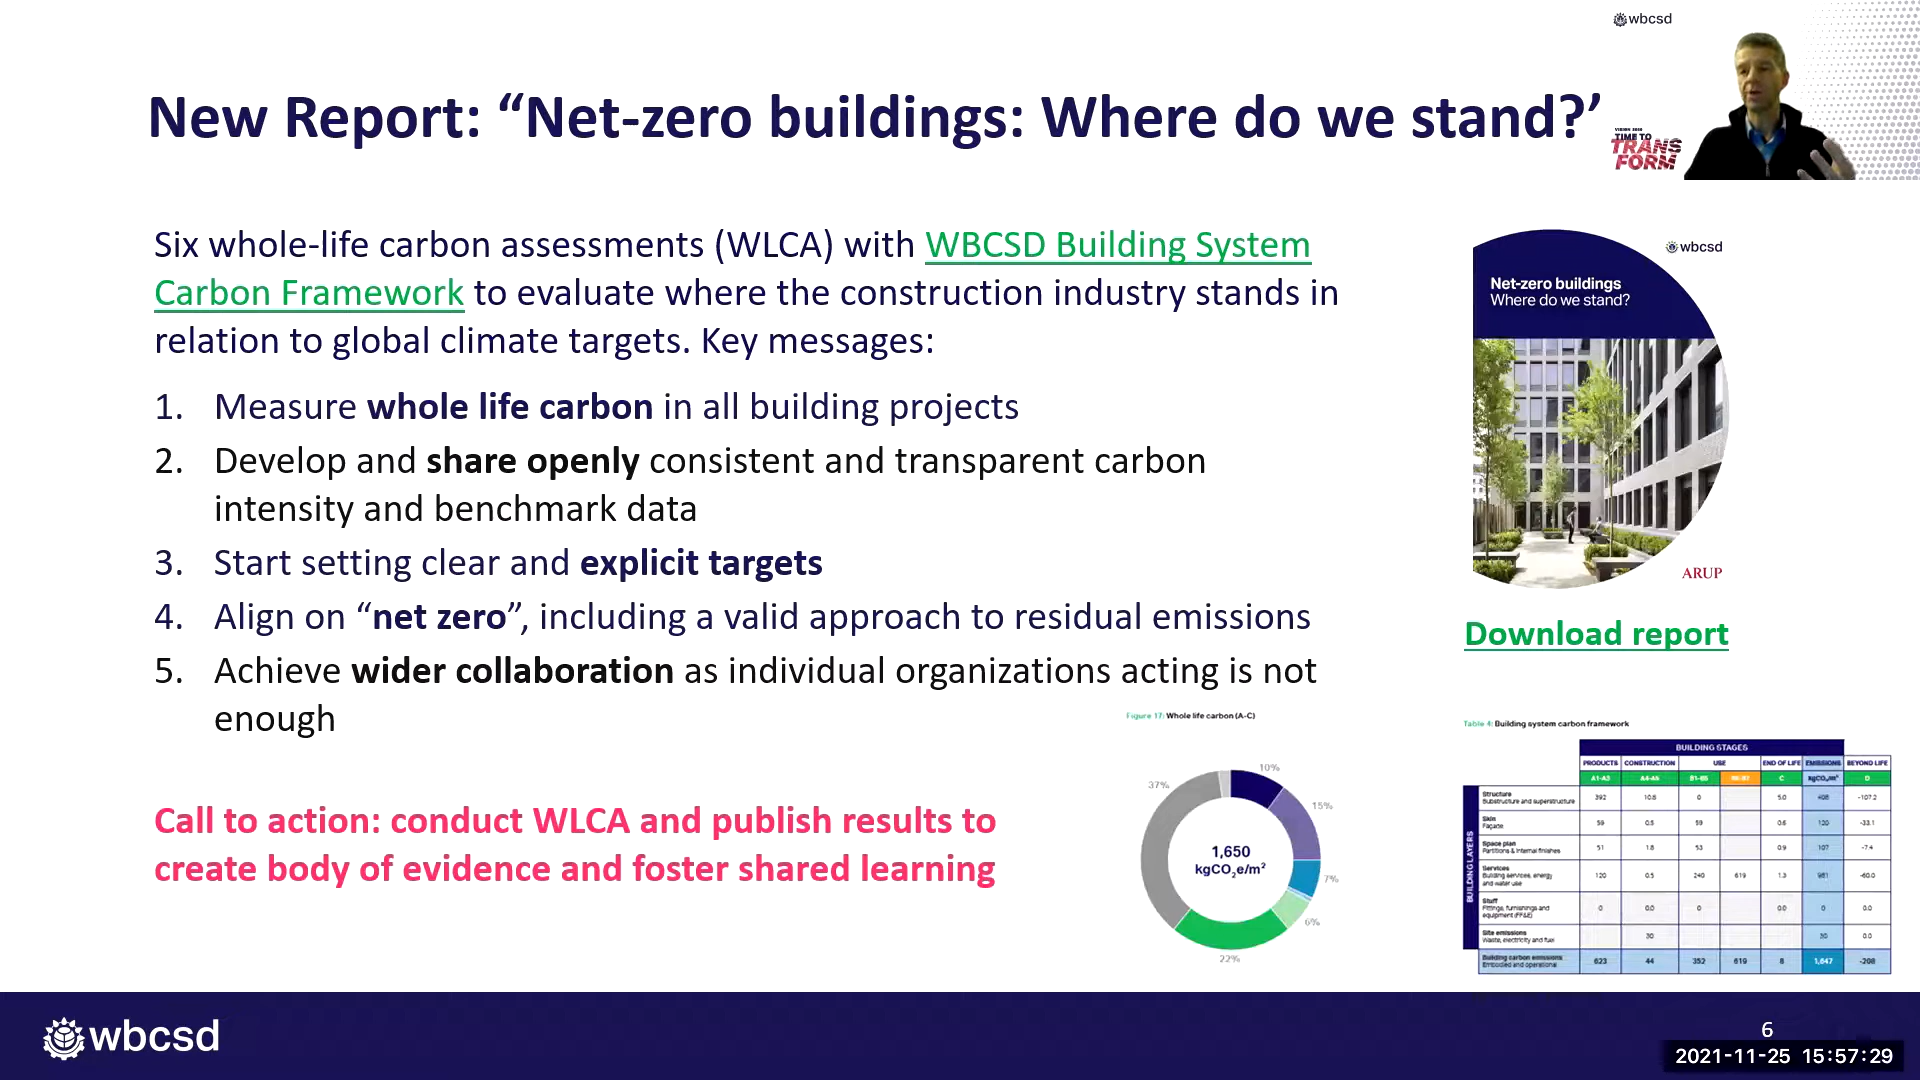 wbcsd
New Report: “Net-zero buildings: Where do we stand?’
VISION 2050
TIME TO
TRANS
FORM
Six whole-life carbon assessments (WLCA) with WBCSD Building System
Carbon Framework to evaluate where the construction industry stands in
relation to global climate targets. Key messages:
1. Measure whole life carbon in all building projects
2. Develop and share openly consistent and transparent carbon
intensity and benchmark data
3. Start setting clear and explicit targets
4. Align on “net zero”, including a valid approach to residual emissions
5. Achieve wider collaboration as individual organizations acting is not
enough
Call to action: conduct WLCA and publish results to
create body of evidence and foster shared learning
wbcsd
Net-zero buildings
Where do we stand?
ARUP
Download report
Figure 17: Whole life carbon (A-C)
10%
15%
7%
6%
22%
37%
1,650
kgCO₂e/m²
Table 4: Building system carbon framework
BUILDING STAGES
PRODUCTS CONSTRUCTION USE END OF LIFE EMISSIONS BEYOND LIFE
A1-A3 A4-A5 B1-B5 B6-B7 C kgCO₂/m² D
BUILDING LAYERS
Structure
Substructure and superstructure 392 10.8 0 5.0 408 -107.2
Skin
Façade 59 0.5 59 0.6 120 -33.1
Space plan
Partitions & internal finishes 51 1.8 53 0.9 107 -7.4
Services
Building services, energy
and water use 120 0.5 240 619 1.3 981 -60.0
Stuff
Fittings, furnishings and
equipment (FF&E) 0 0.0 0 0.0 0 0.0
Site emissions
Waste, electricity and fuel 30 30 0.0
Building carbon emissions
Embodied and operational 623 44 352 619 8 1,647 -208
wbcsd
6
2021-11-25 15:57:29